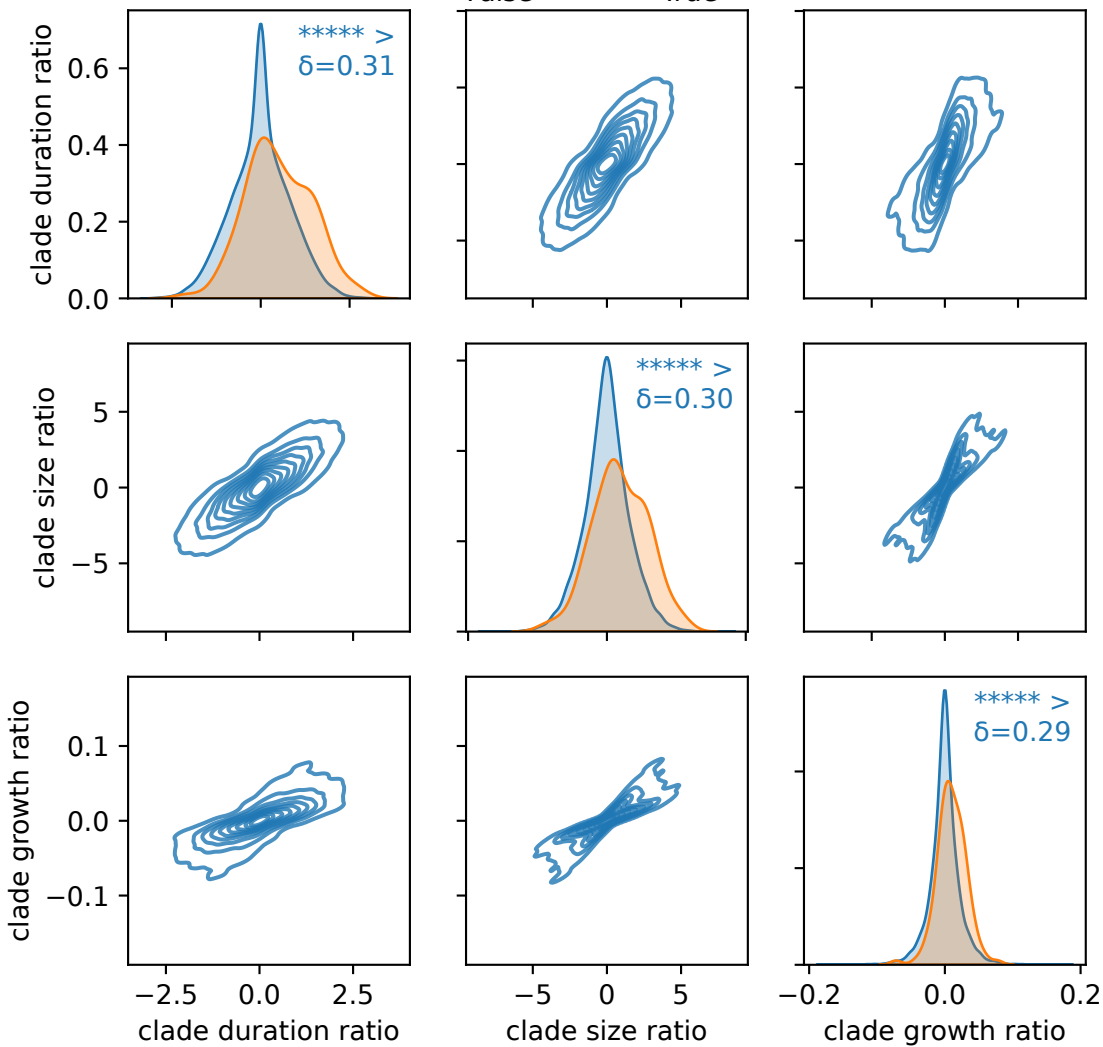 True
***** >
δ=0.31
clade duration ratio
0.6
0.4
0.2
0.0
***** >
δ=0.30
clade size ratio
5
0
−5
***** >
δ=0.29
clade growth ratio
0.1
0.0
−0.1
−2.5 0.0 2.5
−5 0 5
−0.2 0.0 0.2
clade duration ratio
clade size ratio
clade growth ratio